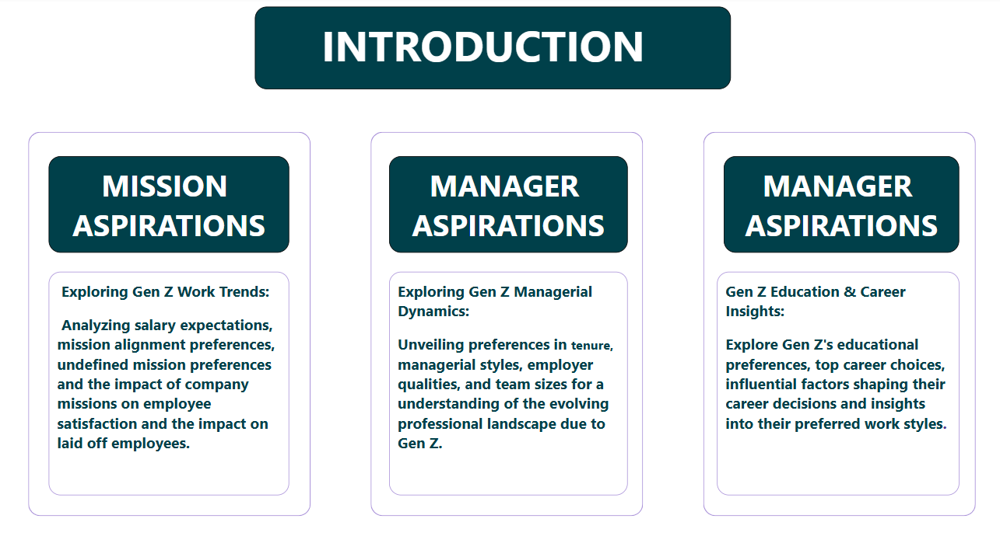 INTRODUCTION
MISSION
ASPIRATIONS
Exploring Gen Z Work Trends:
Analyzing salary expectations,
mission alignment preferences,
undefined mission preferences
and the impact of company
missions on employee
satisfaction and the impact on
laid off employees.
MANAGER
ASPIRATIONS
Exploring Gen Z Managerial
Dynamics:
Unveiling preferences in tenure,
managerial styles, employer
qualities, and team sizes for a
understanding of the evolving
professional landscape due to
Gen Z.
MANAGER
ASPIRATIONS
Gen Z Education & Career
Insights:
Explore Gen Z's educational
preferences, top career choices,
influential factors shaping their
career decisions and insights
into their preferred work styles.